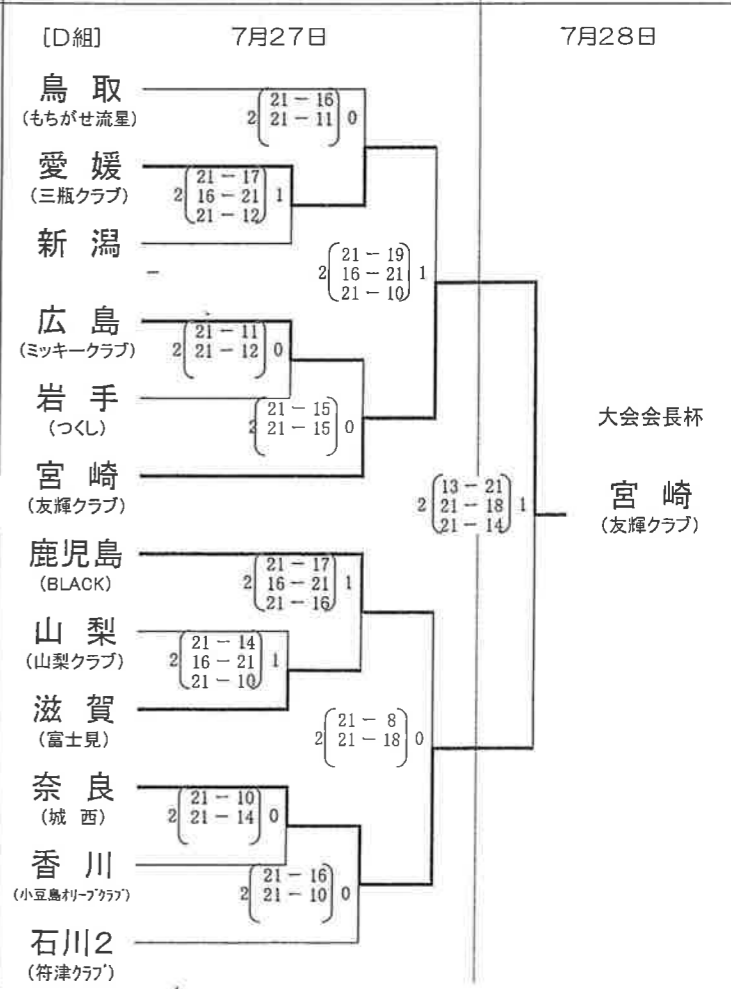 [D組] 7月27日 7月28日
鳥取
(もちがせ流星)
2 21 - 16 0
21 - 11
愛媛
(三瓶クラブ)
2 21 - 17 1
16 - 21
21 - 12
新潟
2 21 - 19 1
16 - 21
21 - 10
広島
(ミッキークラブ)
2 21 - 11 0
21 - 12
岩手
(つくし)
2 21 - 15 0
21 - 15
宮崎
(友輝クラブ)
大会会長杯
2 13 - 21 1
21 - 18
21 - 14
宮崎
(友輝クラブ)
鹿児島
(BLACK)
2 21 - 17 1
16 - 21
21 - 16
山梨
(山梨クラブ)
2 21 - 14 1
16 - 21
21 - 10
滋賀
(富士見)
2 21 - 8 0
21 - 18
奈良
(城西)
2 21 - 10 0
21 - 14
香川
(小豆島オリーブクラブ)
2 21 - 16 0
21 - 10
石川2
(符津クラブ)